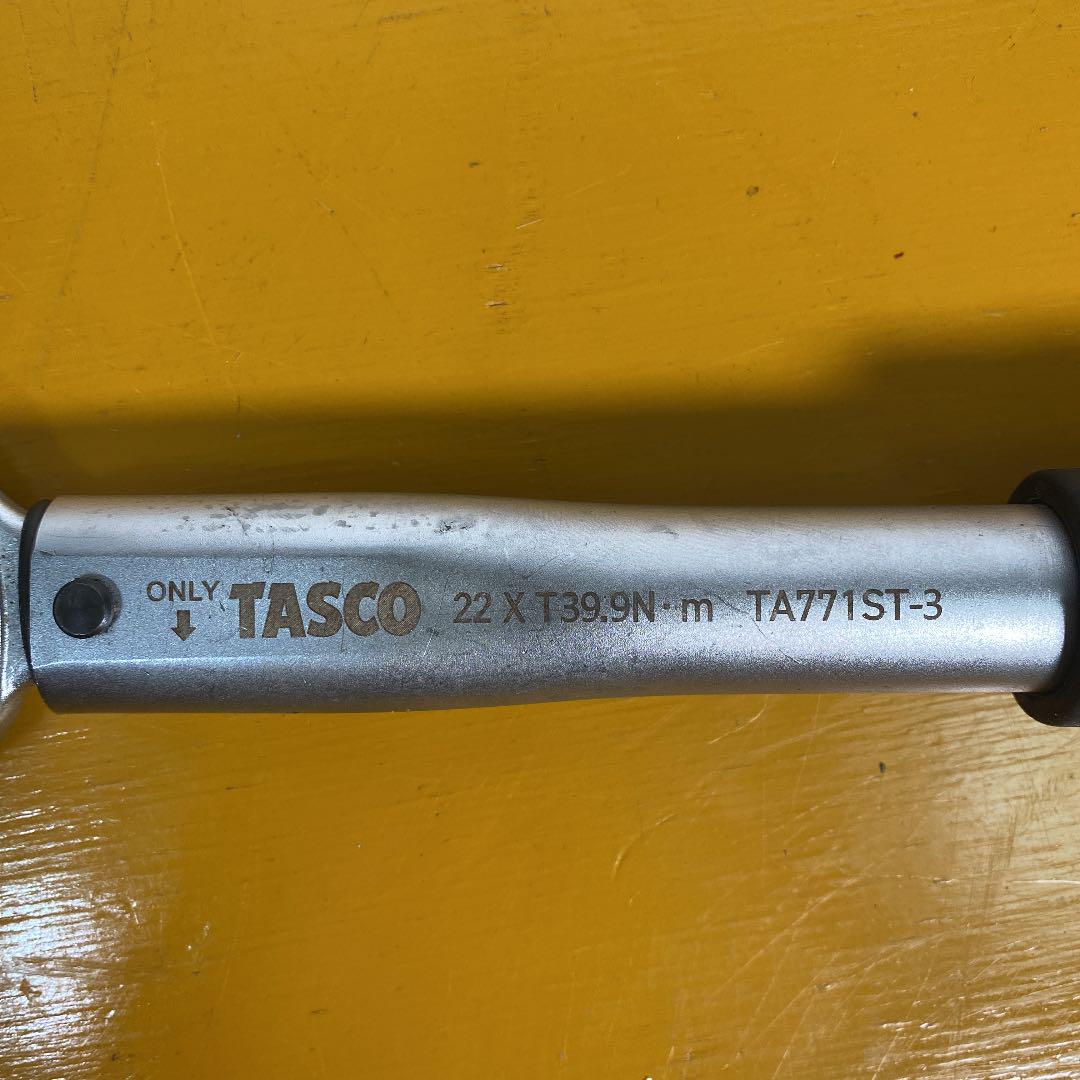 ONLY ↓ TASCO 22 X T39.9N·m TA771ST-3